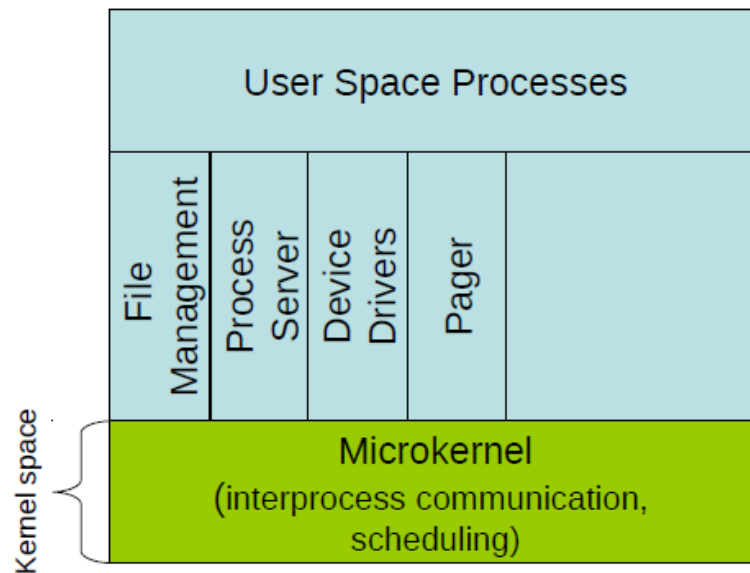 User Space Processes
File
Management
Process
Server
Device
Drivers
Pager
Kernel space
Microkernel
(interprocess communication,
scheduling)